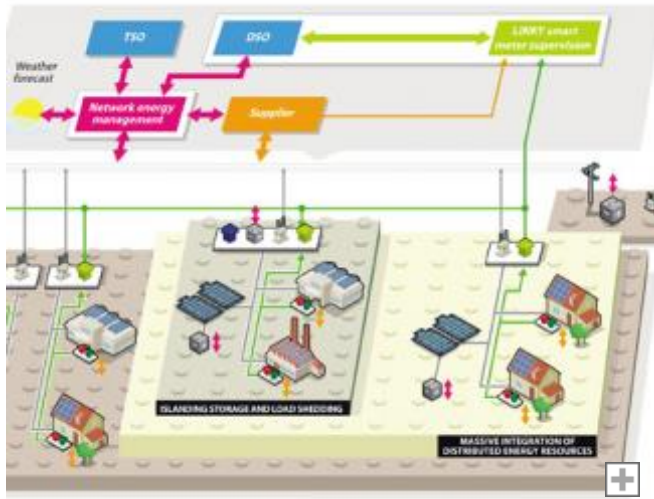 TSO
DSO
LINKY smart
meter supervision
Weather
forecast
Network energy
management
Supplier
ISLANDING STORAGE AND LOAD SHEDDING
MASSIVE INTEGRATION OF
DISTRIBUTED ENERGY RESOURCES